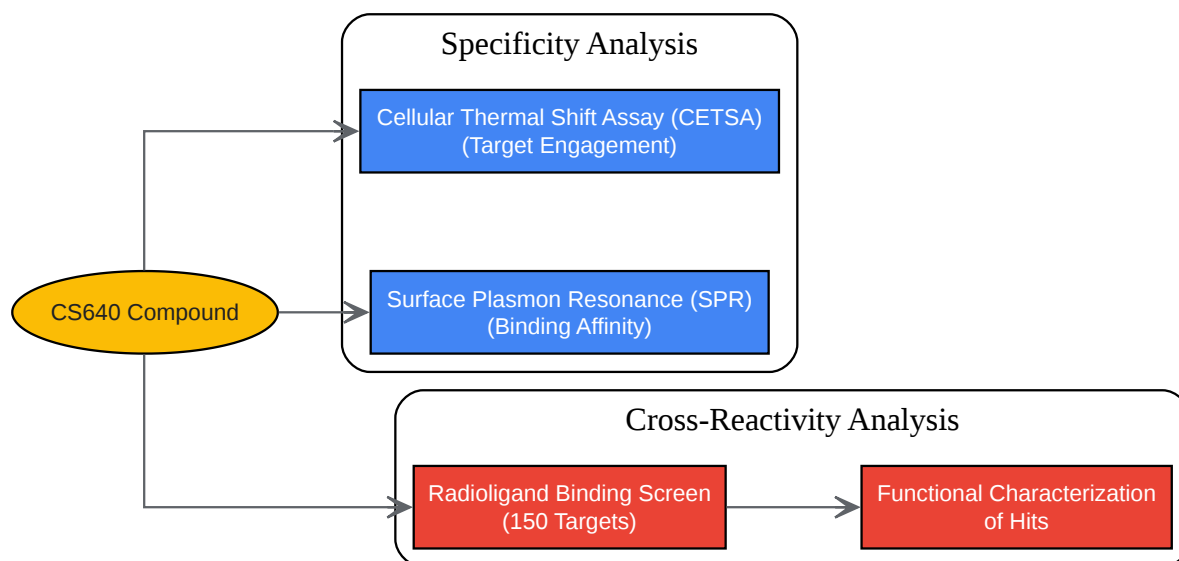 Specificity Analysis
Cellular Thermal Shift Assay (CETSA)
(Target Engagement)
CS640 Compound
Surface Plasmon Resonance (SPR)
(Binding Affinity)
Cross-Reactivity Analysis
Radioligand Binding Screen
(150 Targets)
Functional Characterization
of Hits